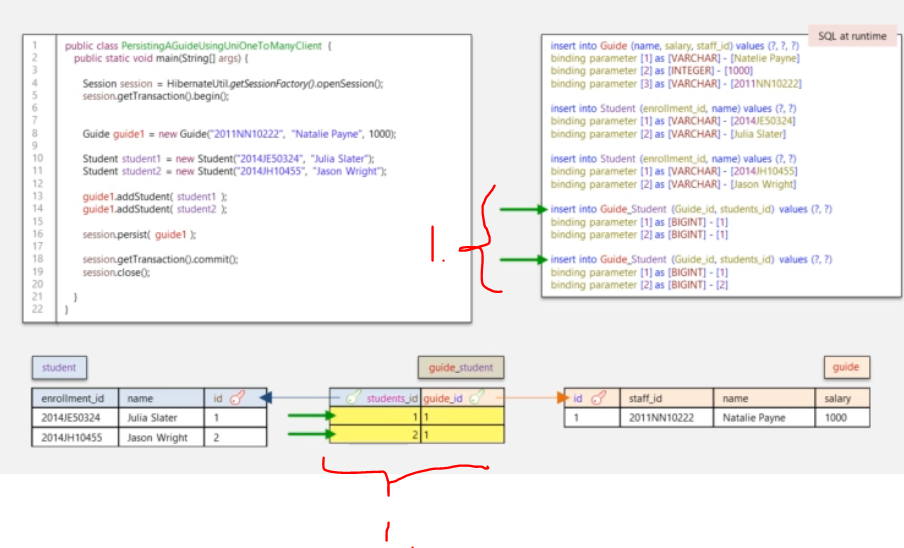 SQL at runtime
1 public class PersistingAGuideUsingUniOneToManyClient {
2 public static void main(String[] args) {
3
4 Session session = HibernateUtil.getSessionFactory().openSession();
5 session.getTransaction().begin();
6
7
8 Guide guide1 = new Guide("2011NN10222", "Natalie Payne", 1000);
9
10 Student student1 = new Student("2014JE50324", "Julia Slater");
11 Student student2 = new Student("2014JH10455", "Jason Wright");
12
13 guide1.addStudent( student1 );
14 guide1.addStudent( student2 );
15
16 session.persist( guide1 );
17
18 session.getTransaction().commit();
19 session.close();
20
21 }
22 }
insert into Guide (name, salary, staff_id) values (?, ?, ?)
binding parameter [1] as [VARCHAR] - [Natelie Payne]
binding parameter [2] as [INTEGER] - [1000]
binding parameter [3] as [VARCHAR] - [2011NN10222]
insert into Student (enrollment_id, name) values (?, ?)
binding parameter [1] as [VARCHAR] - [2014JE50324]
binding parameter [2] as [VARCHAR] - [Julia Slater]
insert into Student (enrollment_id, name) values (?, ?)
binding parameter [1] as [VARCHAR] - [2014JH10455]
binding parameter [2] as [VARCHAR] - [Jason Wright]
insert into Guide_Student (Guide_id, students_id) values (?, ?)
binding parameter [1] as [BIGINT] - [1]
binding parameter [2] as [BIGINT] - [1]
insert into Guide_Student (Guide_id, students_id) values (?, ?)
binding parameter [1] as [BIGINT] - [1]
binding parameter [2] as [BIGINT] - [2]
1.
student
enrollment_id name id
2014JE50324 Julia Slater 1
2014JH10455 Jason Wright 2
guide_student
students_id guide_id
1 1
2 1
guide
id staff_id name salary
1 2011NN10222 Natalie Payne 1000